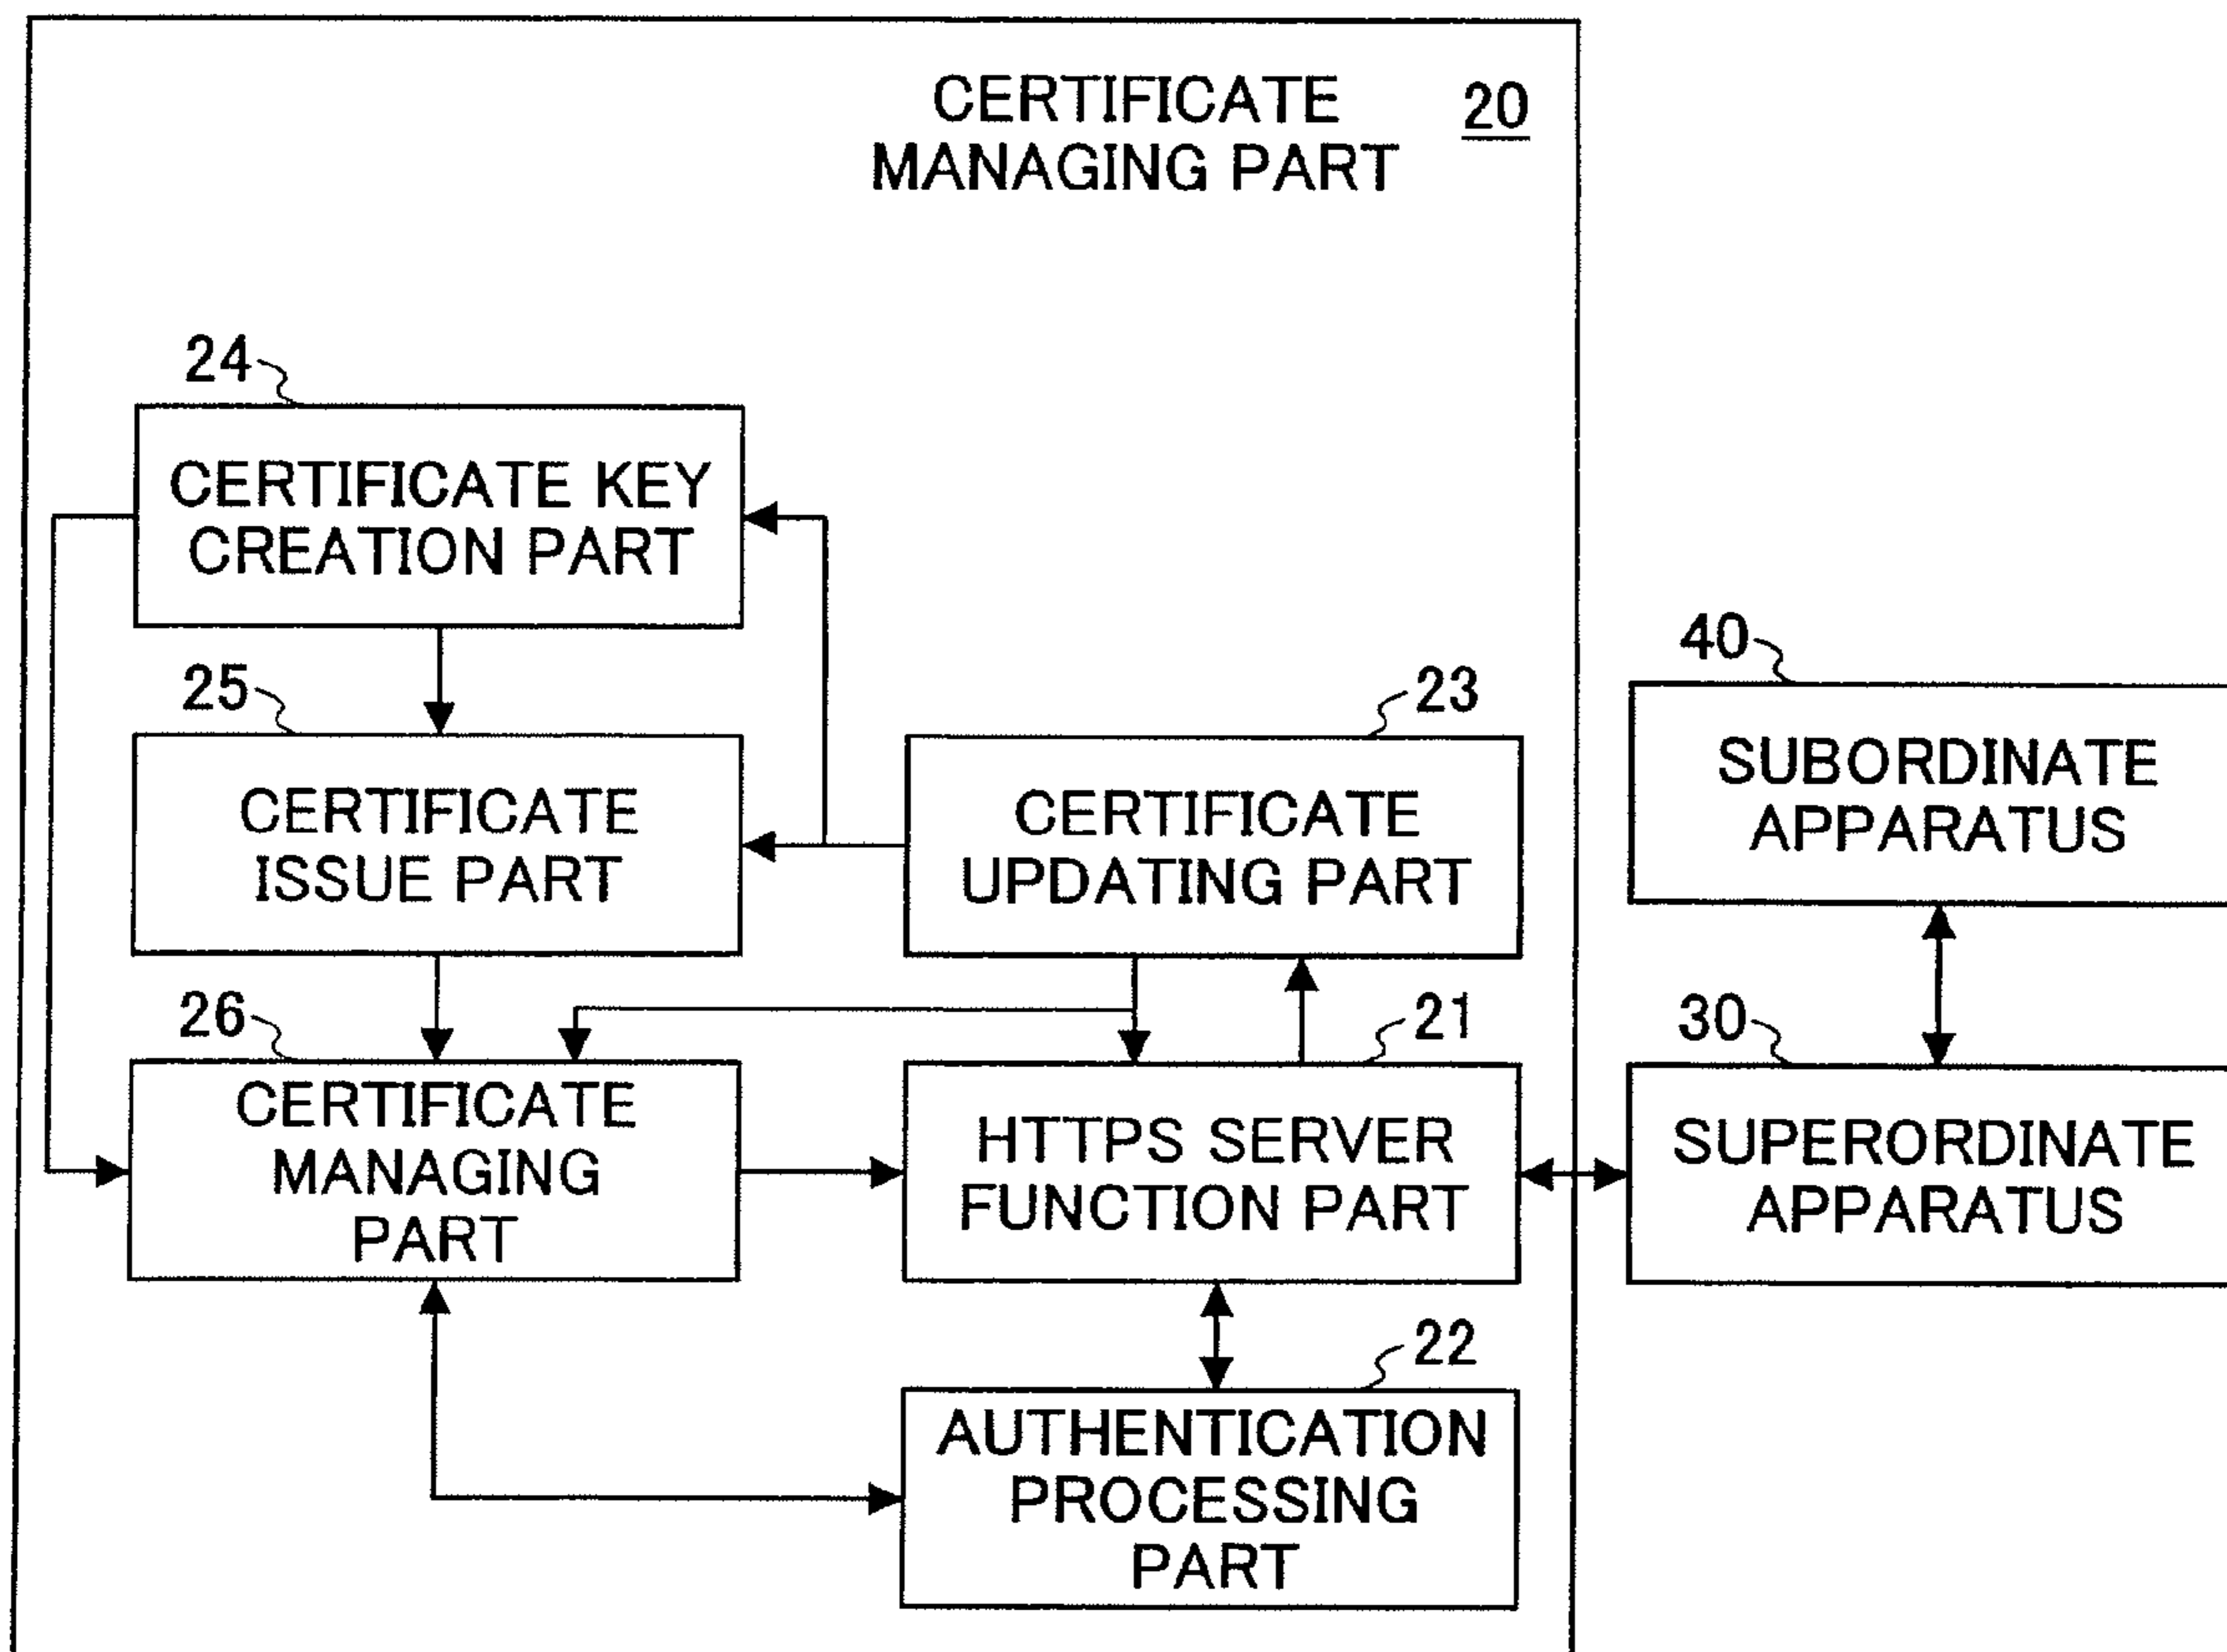 CERTIFICATE
MANAGING PART
20
24
CERTIFICATE KEY
CREATION PART
25
CERTIFICATE
ISSUE PART
23
CERTIFICATE
UPDATING PART
40
SUBORDINATE
APPARATUS
26
CERTIFICATE
MANAGING
PART
21
HTTPS SERVER
FUNCTION PART
30
SUPERORDINATE
APPARATUS
22
AUTHENTICATION
PROCESSING
PART